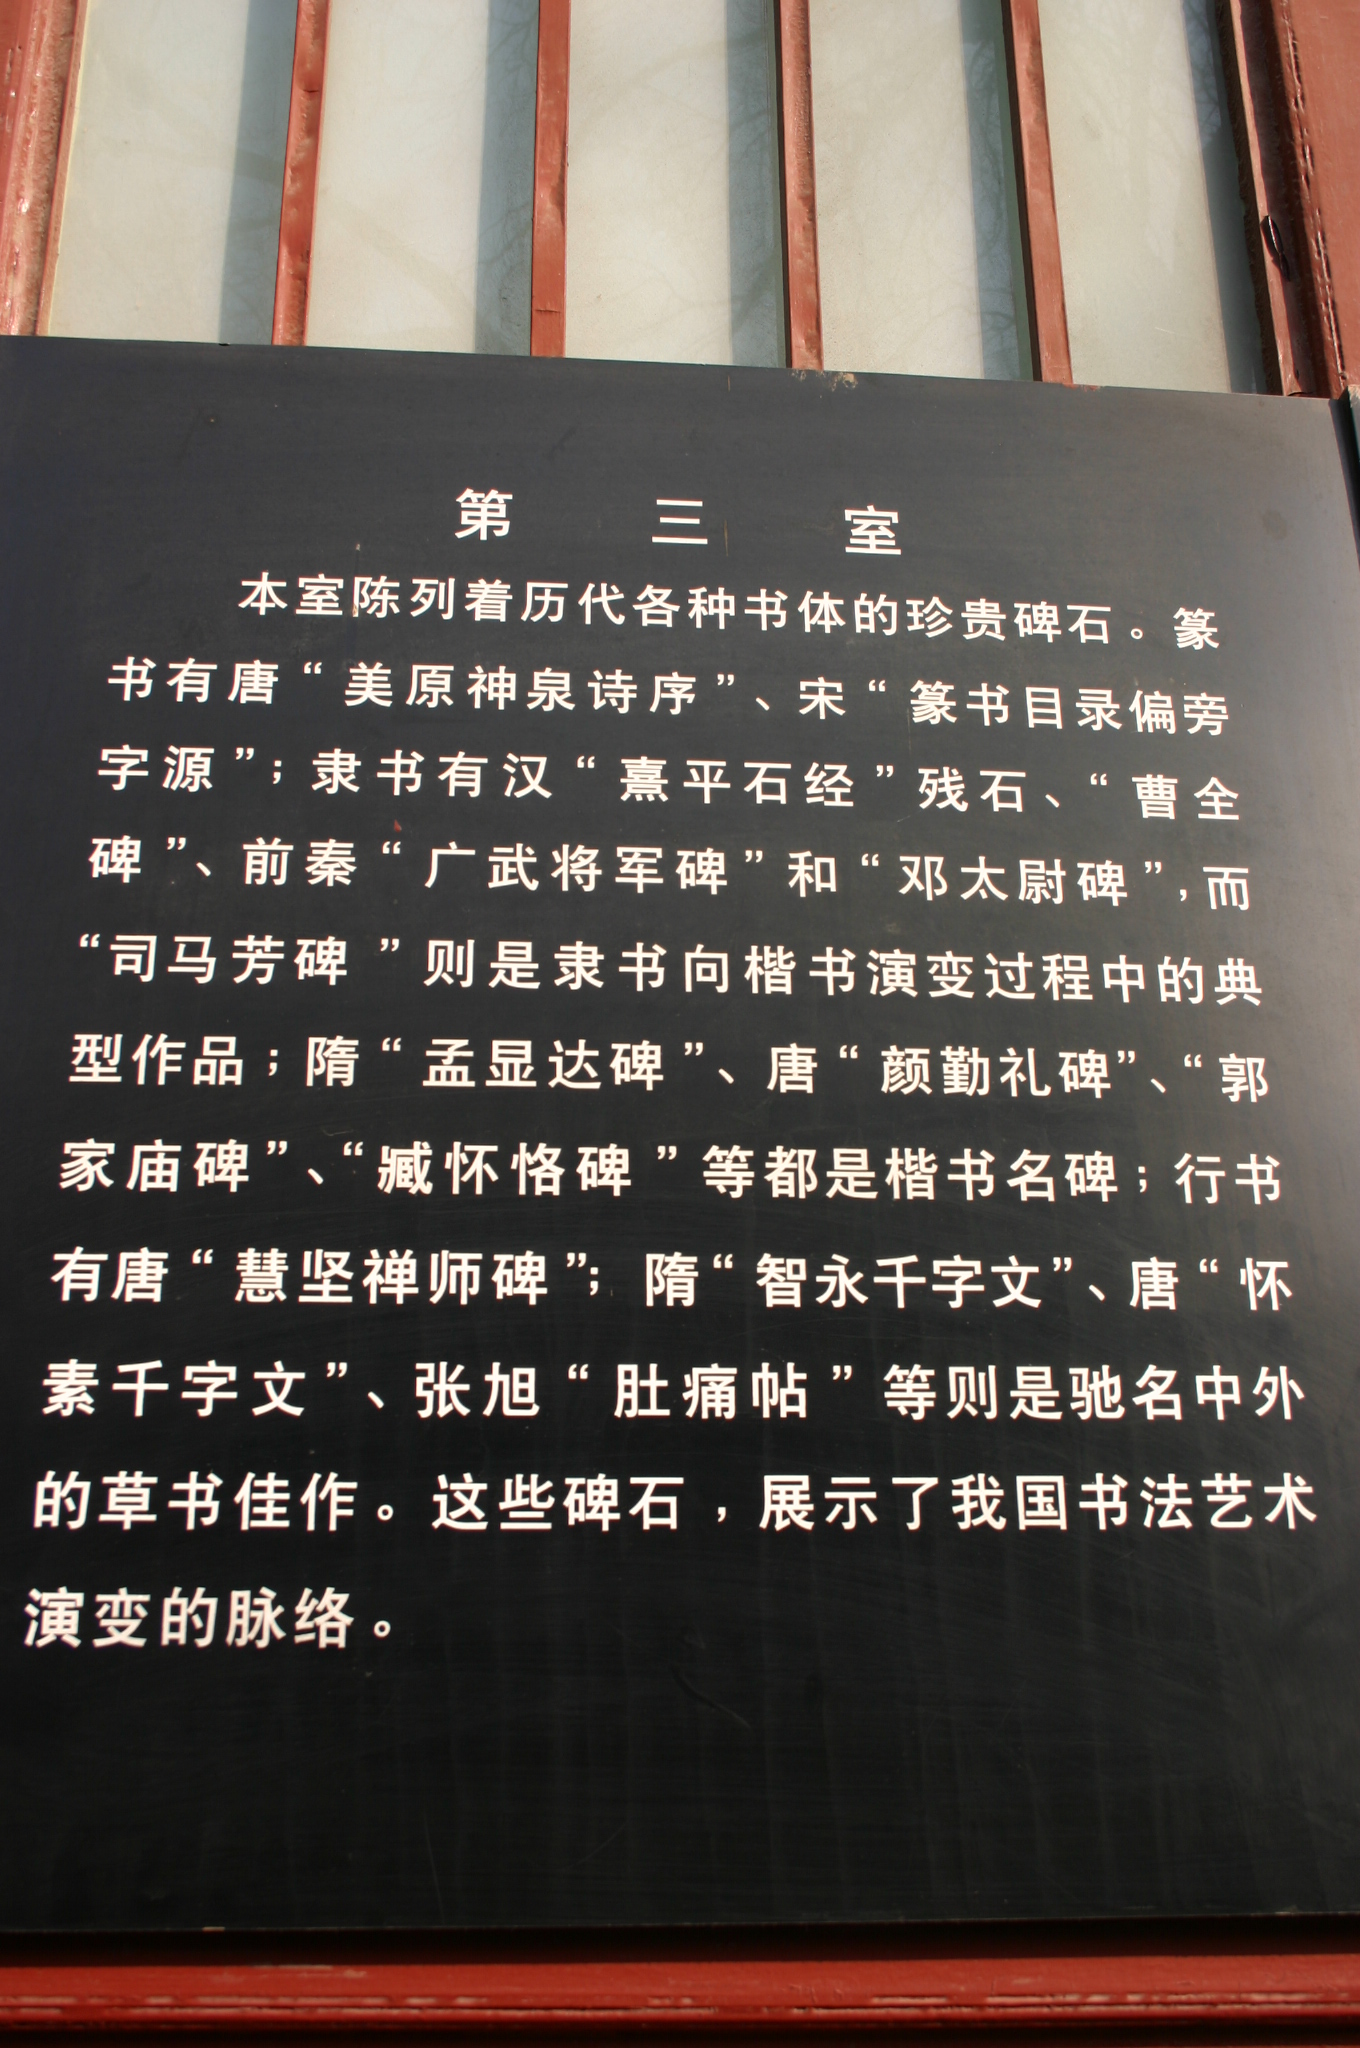 第三室
本室陈列着历代各种书体的珍贵碑石。篆
书有唐“美原神泉诗序”、宋“篆书目录偏旁
字源”；隶书有汉“熹平石经”残石、“曹全
碑”、前秦“广武将军碑”和“邓太尉碑”，而
“司马芳碑”则是隶书向楷书演变过程中的典
型作品；隋“孟显达碑”、唐“颜勤礼碑”、“郭
家庙碑”、“臧怀恪碑”等都是楷书名碑；行书
有唐“慧坚禅师碑”；隋“智永千字文”、唐“怀
素千字文”、张旭“肚痛帖”等则是驰名中外
的草书佳作。这些碑石，展示了我国书法艺术
演变的脉络。